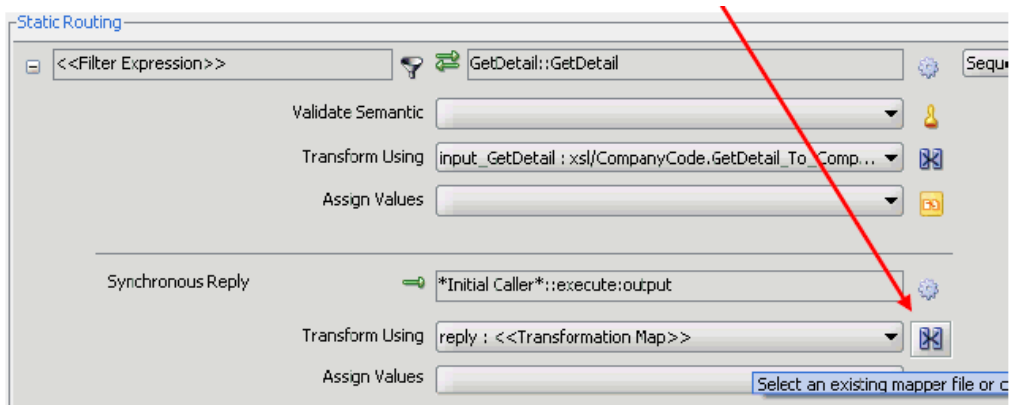 Static Routing
<<Filter Expression>> GetDetail::GetDetail Sequ
Validate Semantic
Transform Using input_GetDetail : xsl/CompanyCode.GetDetail_To_Comp...
Assign Values
Synchronous Reply *Initial Caller*::execute:output
Transform Using reply : <<Transformation Map>>
Assign Values
Select an existing mapper file or c